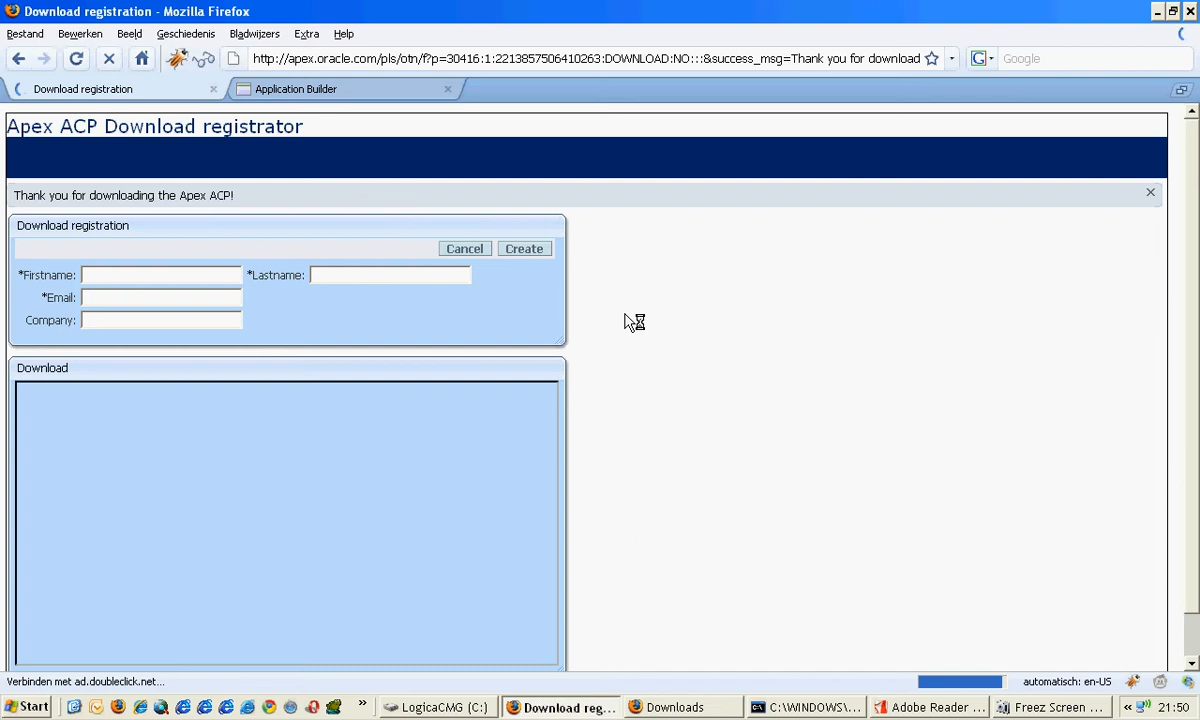 Download registration - Mozilla Firefox
Bestand Bewerken Beeld Geschiedenis Bladwijzers Extra Help
http://apex.oracle.com/pls/otn/f?p=30416:1:2213857506410263:DOWNLOAD:NO:::&success_msg=Thank you for download
Google
Download registration
Application Builder
Apex ACP Download registrator
Thank you for downloading the Apex ACP!
Download registration
Cancel Create
*Firstname: *Lastname:
*Email:
Company:
Download
Verbinden met ad.doubleclick.net... automatisch: en-US
Start LogicaCMG (C:) Download reg... Downloads C:\WINDOWS\... Adobe Reader ... Freez Screen ... 21:50